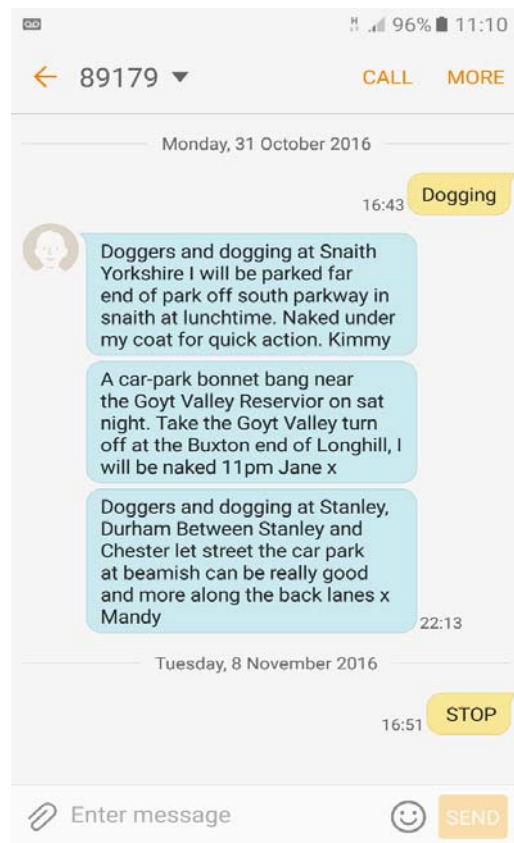 96% 11:10
89179 CALL MORE
Monday, 31 October 2016
Dogging
16:43
Doggers and dogging at Snaith
Yorkshire I will be parked far
end of park off south parkway in
snaith at lunchtime. Naked under
my coat for quick action. Kimmy
A car-park bonnet bang near
the Goyt Valley Reservior on sat
night. Take the Goyt Valley turn
off at the Buxton end of Longhill, I
will be naked 11pm Jane x
Doggers and dogging at Stanley,
Durham Between Stanley and
Chester let street the car park
at beamish can be really good
and more along the back lanes x
Mandy
22:13
Tuesday, 8 November 2016
STOP
16:51
Enter message SEND